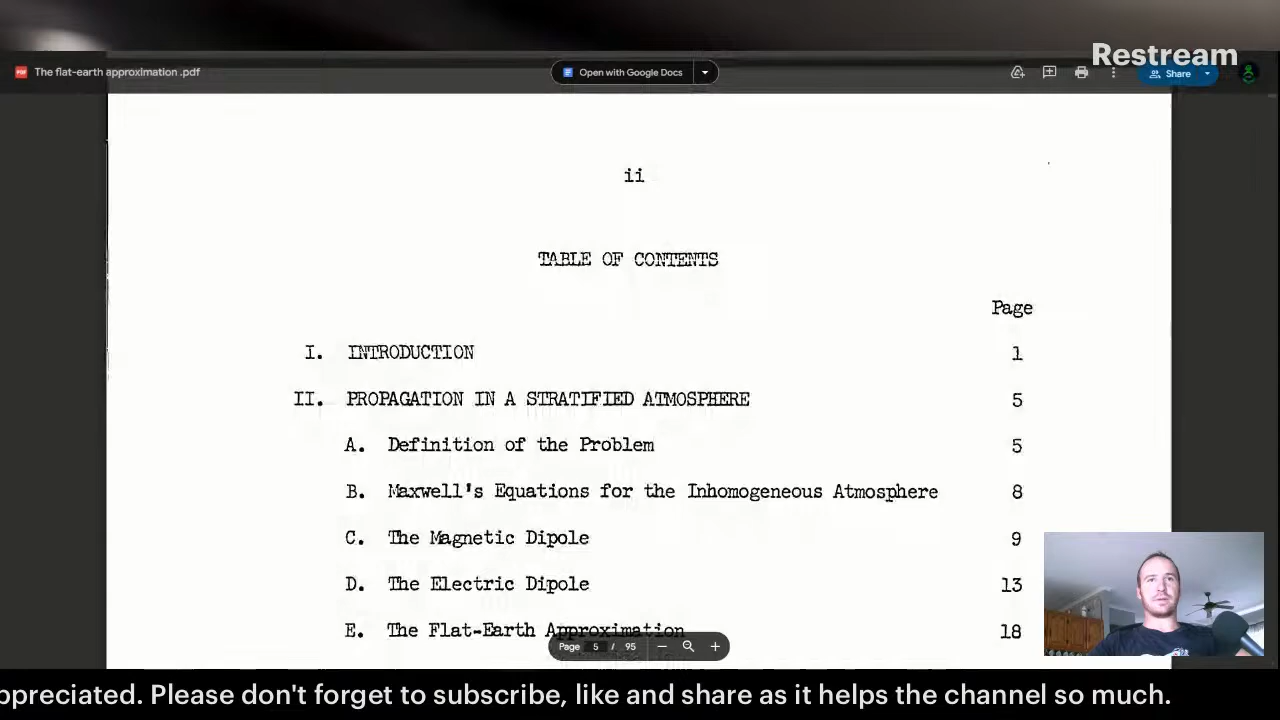 Restream
The flat-earth approximation .pdf
Open with Google Docs
Share
ii
TABLE OF CONTENTS
Page
I. INTRODUCTION 1
II. PROPAGATION IN A STRATIFIED ATMOSPHERE 5
A. Definition of the Problem 5
B. Maxwell's Equations for the Inhomogeneous Atmosphere 8
C. The Magnetic Dipole 9
D. The Electric Dipole 13
E. The Flat-Earth Approximation 18
Page 5 / 95
ppreciated. Please don't forget to subscribe, like and share as it helps the channel so much.